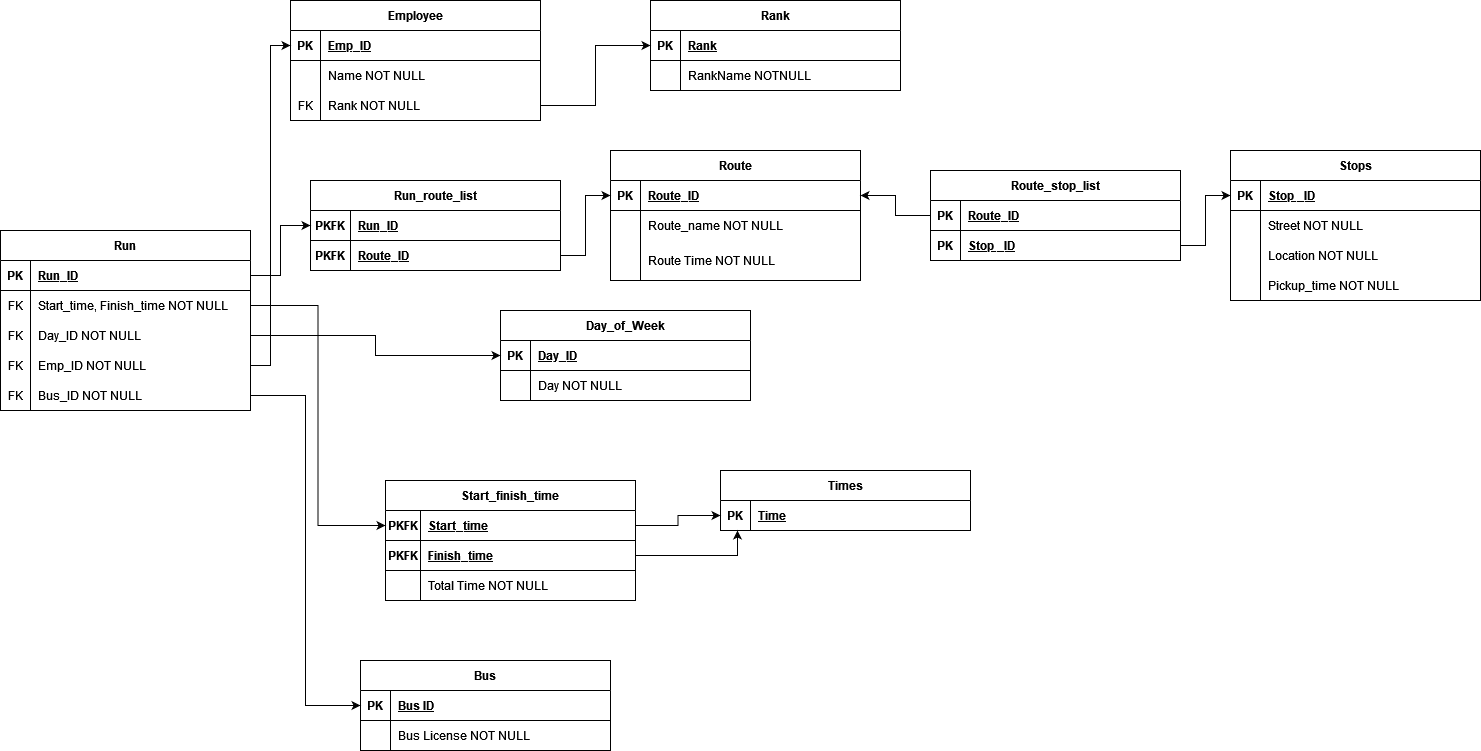 Employee
PK Emp_ID
Name NOT NULL
FK Rank NOT NULL
Rank
PK Rank
RankName NOTNULL
Run_route_list
PKFK Run_ID
PKFK Route_ID
Route
PK Route_ID
Route_name NOT NULL
Route Time NOT NULL
Route_stop_list
PK Route_ID
PK Stop_ID
Stops
PK Stop_ID
Street NOT NULL
Location NOT NULL
Pickup_time NOT NULL
Run
PK Run_ID
FK Start_time, Finish_time NOT NULL
FK Day_ID NOT NULL
FK Emp_ID NOT NULL
FK Bus_ID NOT NULL
Day_of_Week
PK Day_ID
Day NOT NULL
Start_finish_time
PKFK Start_time
PKFK Finish_time
Total Time NOT NULL
Times
PK Time
Bus
PK Bus ID
Bus License NOT NULL